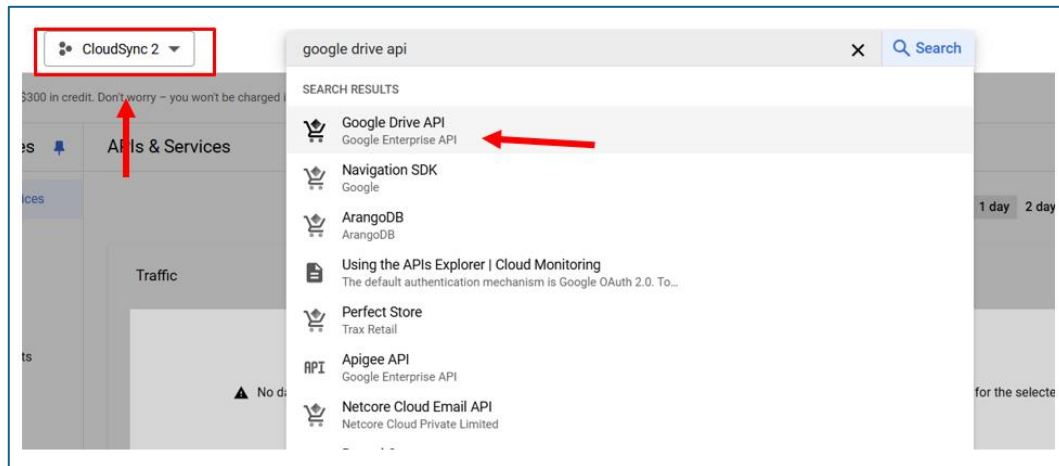 CloudSync 2
google drive api
Search
$300 in credit. Don't worry – you won't be charged i
SEARCH RESULTS
Google Drive API
Google Enterprise API
APIs & Services
Navigation SDK
Google
1 day 2 day
ArangoDB
ArangoDB
Traffic
Using the APIs Explorer | Cloud Monitoring
The default authentication mechanism is Google OAuth 2.0. To...
Perfect Store
Trax Retail
API
Apigee API
Google Enterprise API
No da
for the selecte
Netcore Cloud Email API
Netcore Cloud Private Limited